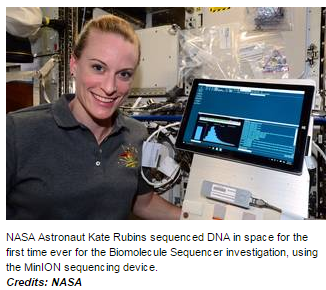 NASA Astronaut Kate Rubins sequenced DNA in space for the
first time ever for the Biomolecule Sequencer investigation, using
the MinION sequencing device.
Credits: NASA